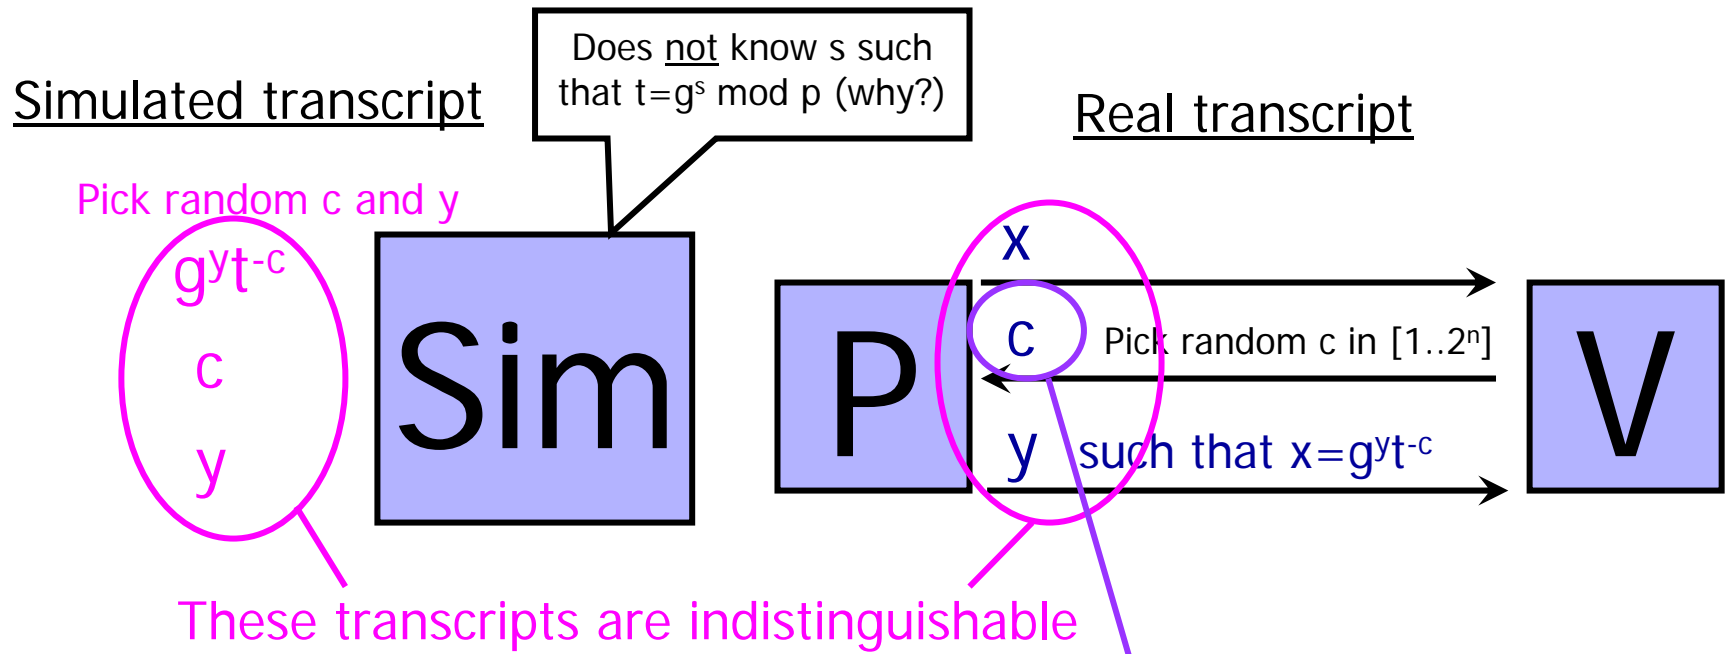 Does not know s such
that t=gˢ mod p (why?)
Simulated transcript
Real transcript
Pick random c and y
gʸt⁻ᶜ
c
y
Sim
P
x
c
Pick random c in [1..2ⁿ]
y such that x=gʸt⁻ᶜ
V
These transcripts are indistinguishable